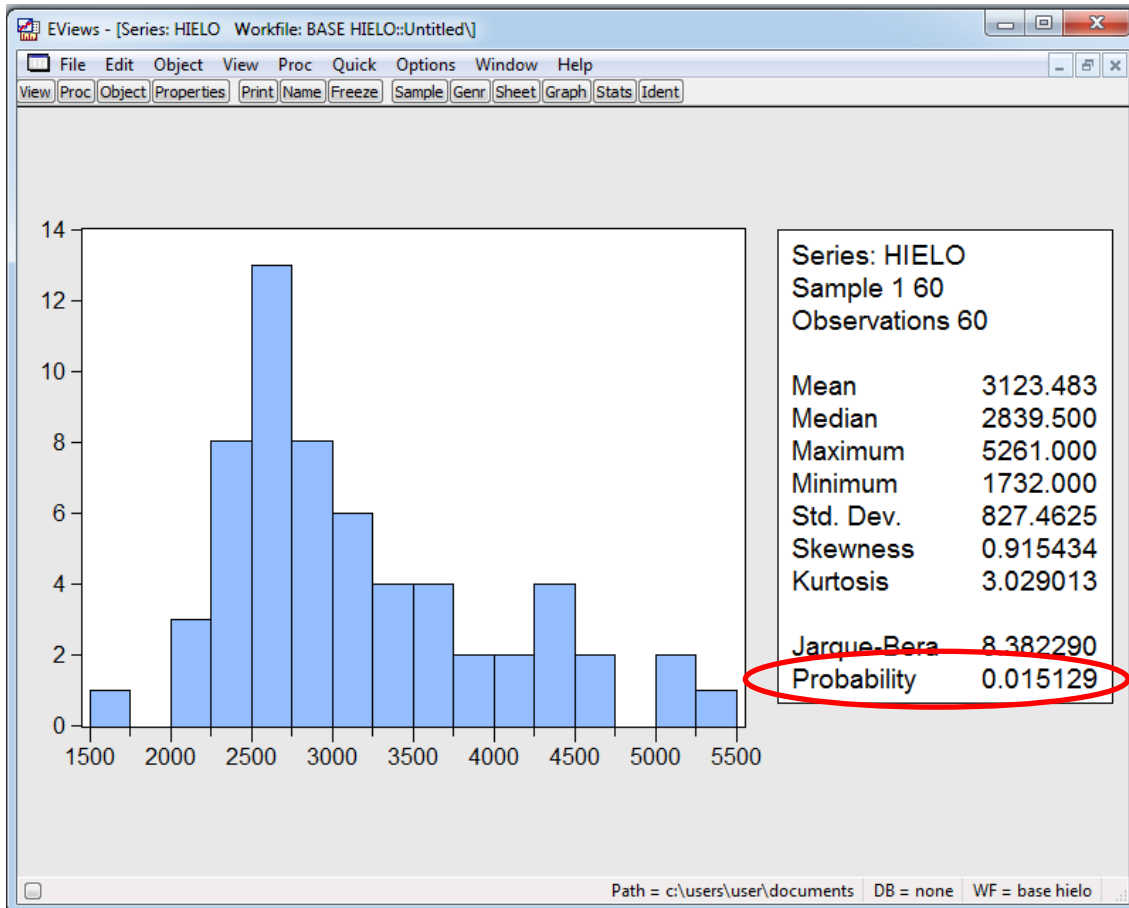 EViews - [Series: HIELO Workfile: BASE HIELO::Untitled\]
File Edit Object View Proc Quick Options Window Help
View Proc Object Properties Print Name Freeze Sample Genr Sheet Graph Stats Ident
14
12
10
8
6
4
2
0
1500 2000 2500 3000 3500 4000 4500 5000 5500
Series: HIELO
Sample 1 60
Observations 60
Mean 3123.483
Median 2839.500
Maximum 5261.000
Minimum 1732.000
Std. Dev. 827.4625
Skewness 0.915434
Kurtosis 3.029013
Jarque-Bera 8.382290
Probability 0.015129
Path = c:\users\user\documents DB = none WF = base hielo